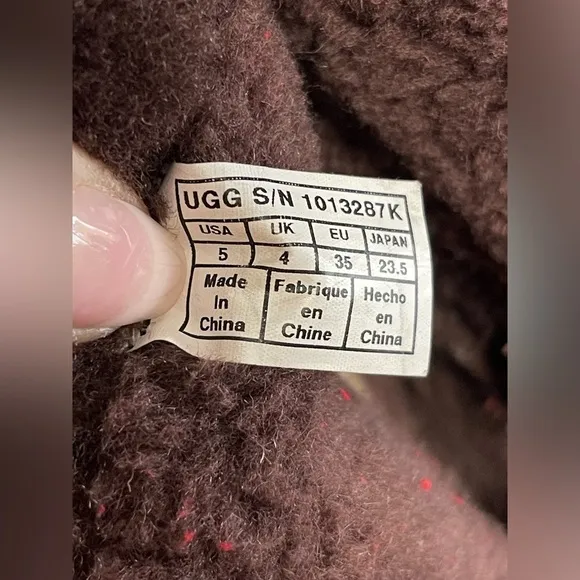 UGG S/N 1013287K
USA UK EU JAPAN
5 4 35 23.5
Made Fabrique Hecho
In en en
China Chine China